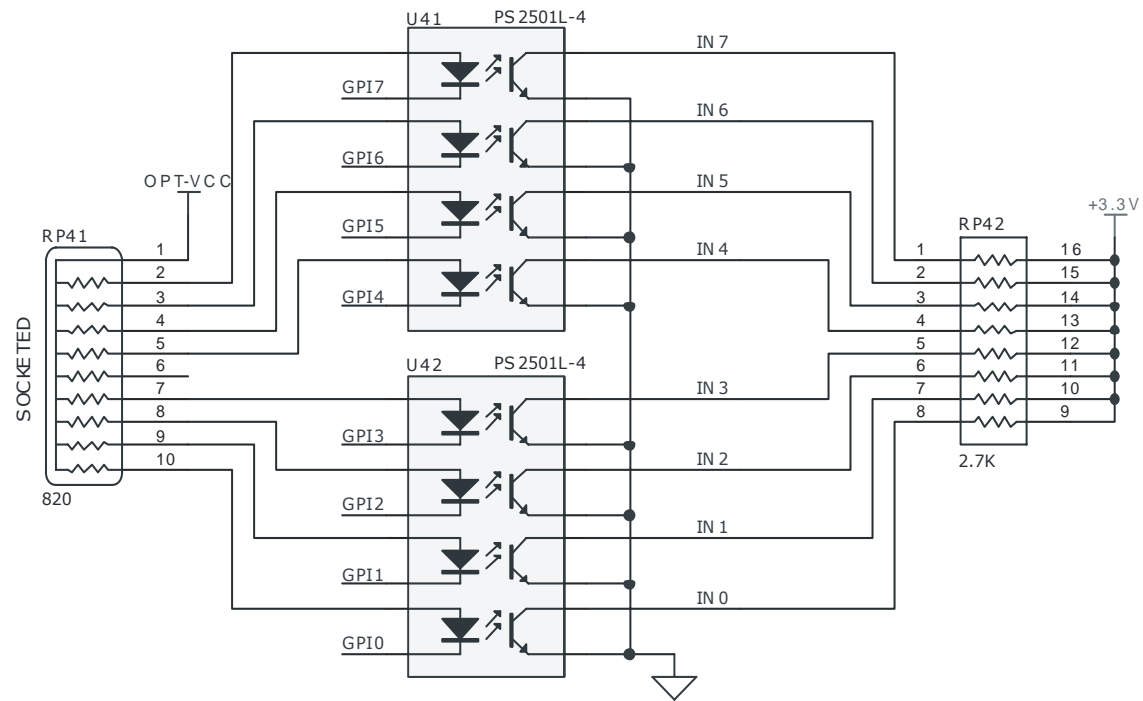 U41 PS2501L-4
IN 7
GPI7
IN 6
GPI6
OPT-VCC
IN 5
GPI5
+3.3V
RP41
RP42
IN 4
GPI4
1
2
3
4
5
6
7
8
9
10
SOCKETED
820
1 16
2 15
3 14
4 13
5 12
6 11
7 10
8 9
2.7K
U42 PS2501L-4
IN 3
GPI3
IN 2
GPI2
IN 1
GPI1
IN 0
GPI0